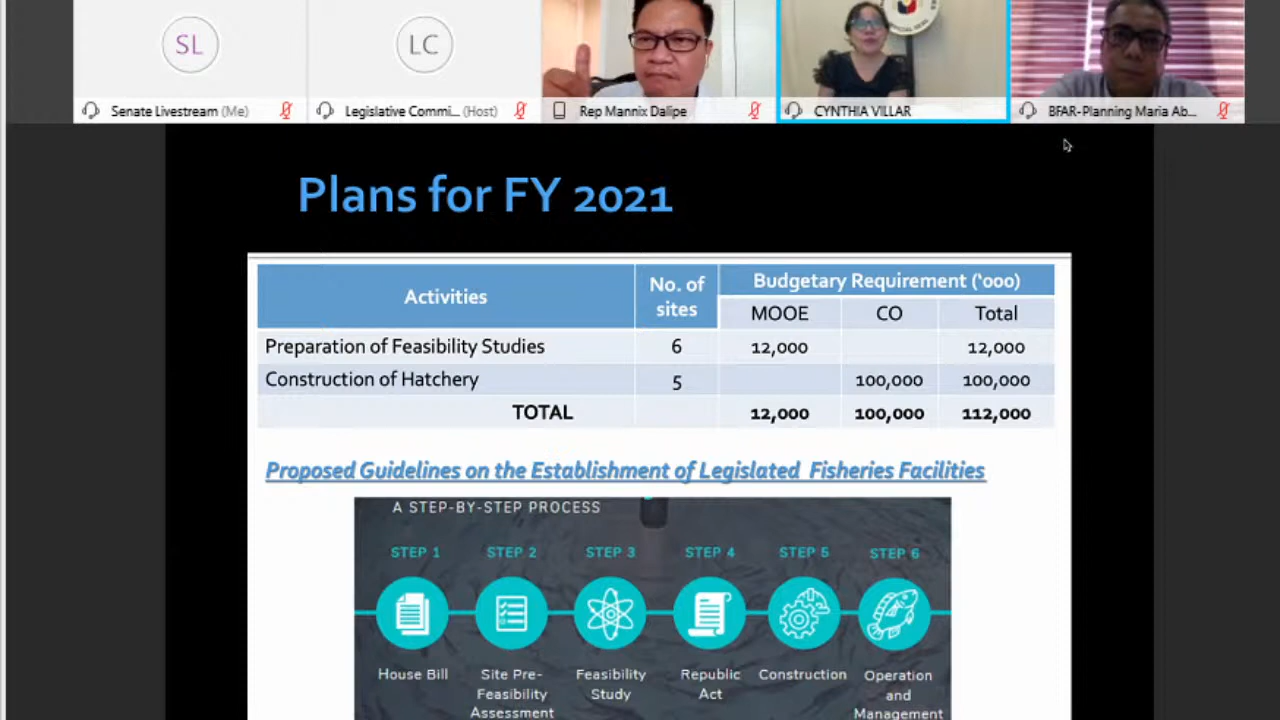 SL
LC
Senate Livestream (Me)
Legislative Commi... (Host)
Rep Mannix Dalipe
CYNTHIA VILLAR
BFAR-Planning Maria Ab...
Plans for FY 2021
Activities
No. of
sites
Budgetary Requirement ('000)
MOOE CO Total
Preparation of Feasibility Studies 6 12,000 12,000
Construction of Hatchery 5 100,000 100,000
TOTAL 12,000 100,000 112,000
Proposed Guidelines on the Establishment of Legislated Fisheries Facilities
A STEP-BY-STEP PROCESS
STEP 1 STEP 2 STEP 3 STEP 4 STEP 5 STEP 6
House Bill
Site Pre-
Feasibility
Assessment
Feasibility
Study
Republic
Act
Construction
Operation
and
Management